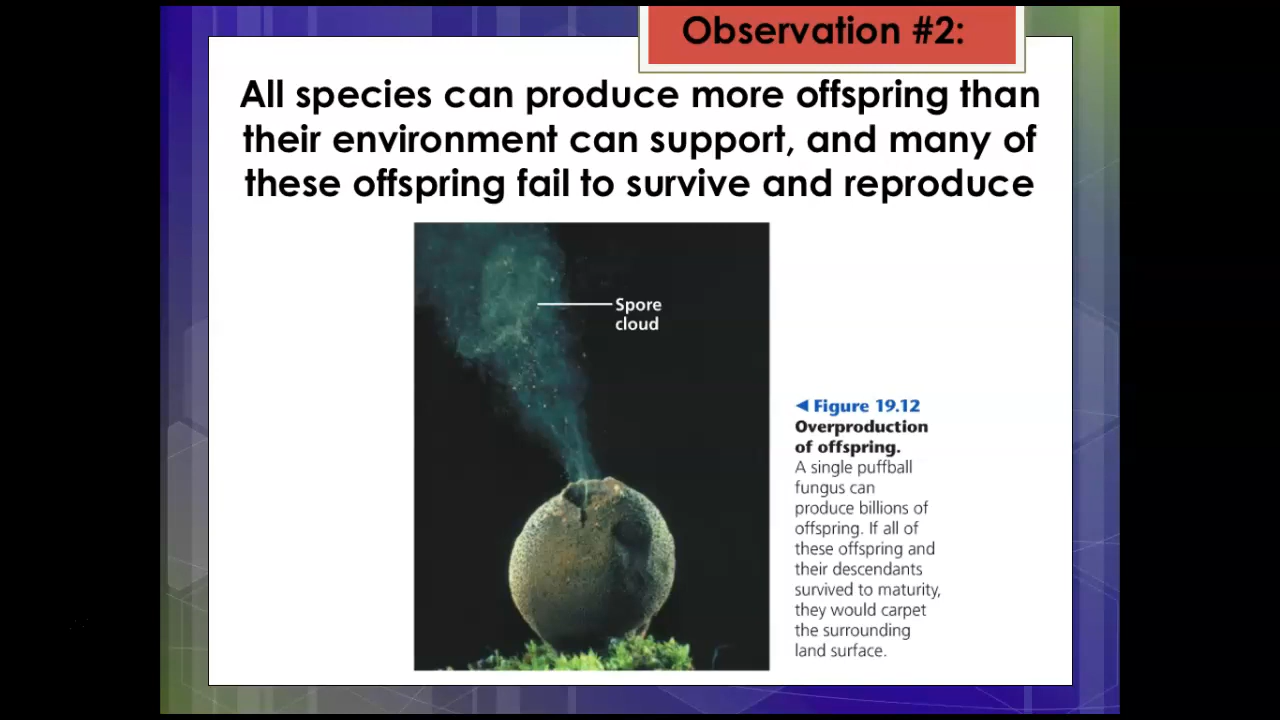 Observation #2:
All species can produce more offspring than
their environment can support, and many of
these offspring fail to survive and reproduce
Spore
cloud
◄ Figure 19.12
Overproduction
of offspring.
A single puffball
fungus can
produce billions of
offspring. If all of
these offspring and
their descendants
survived to maturity,
they would carpet
the surrounding
land surface.